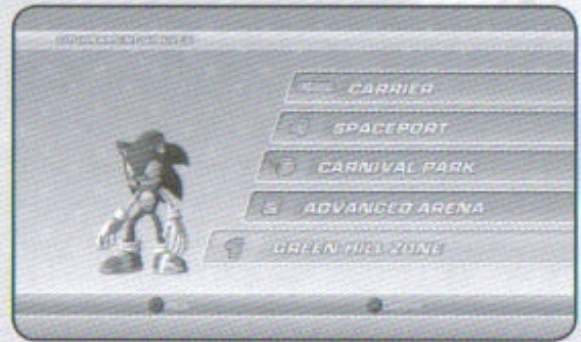 CARRIER
SPACEPORT
CARNIVAL PARK
ADVANCED ARENA
GREEN HILL ZONE